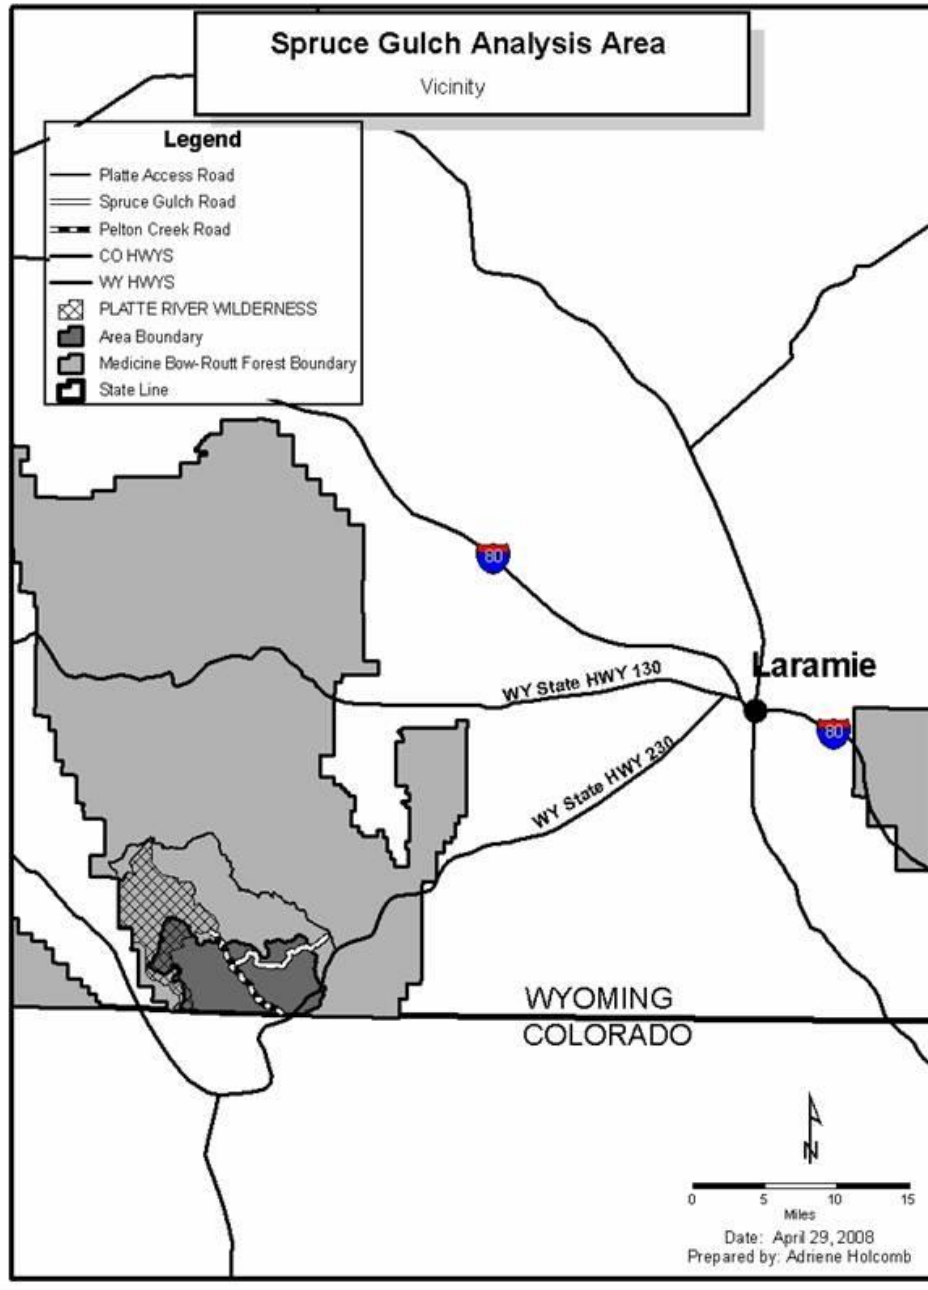 Spruce Gulch Analysis Area
Vicinity
Legend
Platte Access Road
Spruce Gulch Road
Pelton Creek Road
CO HWYS
WY HWYS
PLATTE RIVER WILDERNESS
Area Boundary
Medicine Bow-Routt Forest Boundary
State Line
80
Laramie
WY State HWY 130
80
WY State HWY 230
WYOMING
COLORADO
N
0 5 10 15
Miles
Date: April 29, 2008
Prepared by: Adriene Holcomb